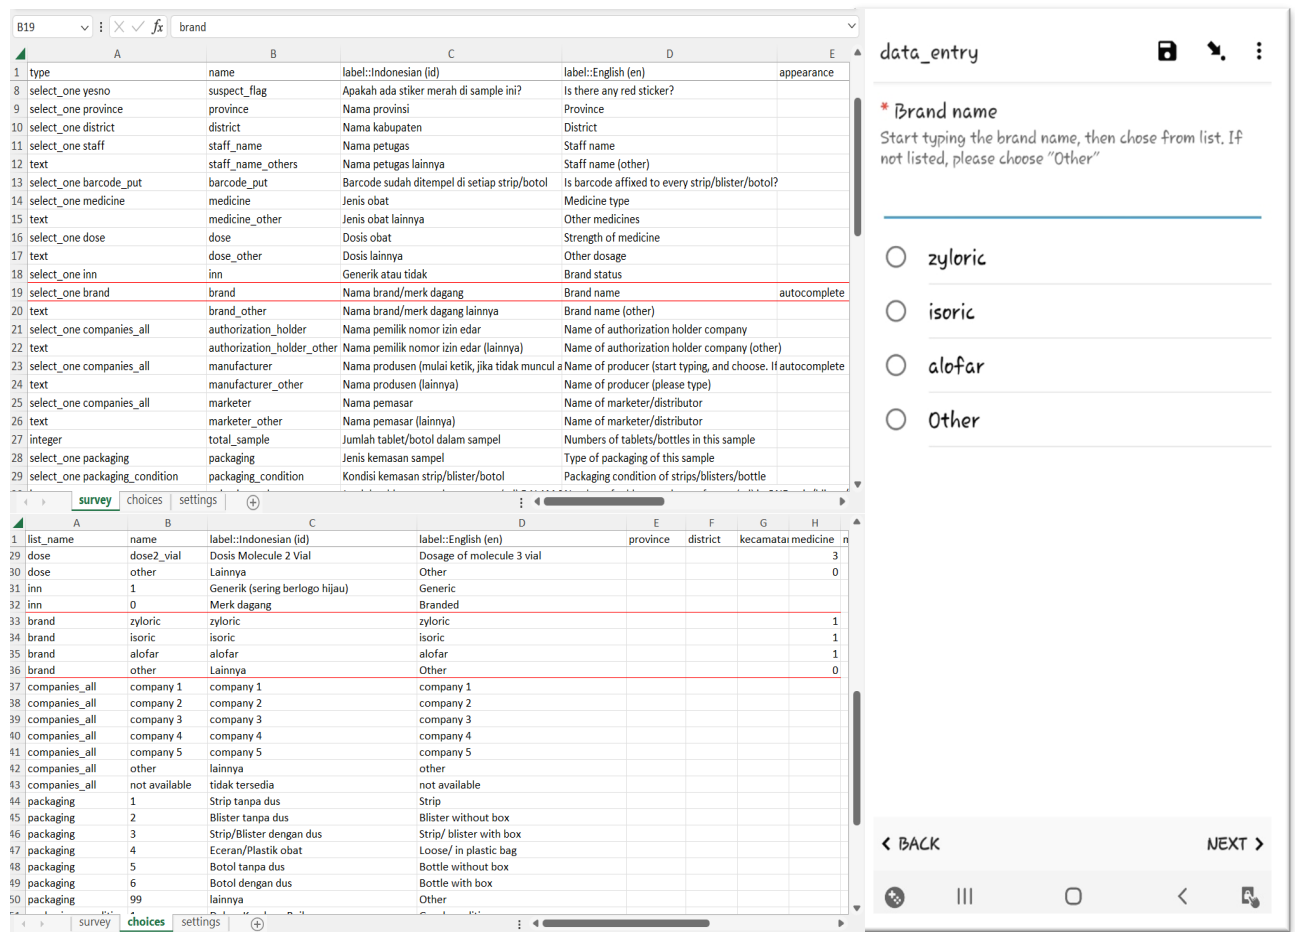 B19 fx brand
A B C D E
1 type name label::Indonesian (id) label::English (en) appearance
8 select_one yesno suspect_flag Apakah ada stiker merah di sample ini? Is there any red sticker?
9 select_one province province Nama provinsi Province
10 select_one district district Nama kabupaten District
11 select_one staff staff_name Nama petugas Staff name
12 text staff_name_others Nama petugas lainnya Staff name (other)
13 select_one barcode_put barcode_put Barcode sudah ditempel di setiap strip/botol Is barcode affixed to every strip/blister/botol?
14 select_one medicine medicine Jenis obat Medicine type
15 text medicine_other Jenis obat lainnya Other medicines
16 select_one dose dose Dosis obat Strength of medicine
17 text dose_other Dosis lainnya Other dosage
18 select_one inn inn Generik atau tidak Brand status
19 select_one brand brand Nama brand/merk dagang Brand name autocomplete
20 text brand_other Nama brand/merk dagang lainnya Brand name (other)
21 select_one companies_all authorization_holder Nama pemilik nomor izin edar Name of authorization holder company
22 text authorization_holder_other Nama pemilik nomor izin edar (lainnya) Name of authorization holder company (other)
23 select_one companies_all manufacturer Nama produsen (mulai ketik, jika tidak muncul a Name of producer (start typing, and choose. If autocomplete
24 text manufacturer_other Nama produsen (lainnya) Name of producer (please type)
25 select_one companies_all marketer Nama pemasar Name of marketer/distributor
26 text marketer_other Nama pemasar (lainnya) Name of marketer/distributor
27 integer total_sample Jumlah tablet/botol dalam sampel Numbers of tablets/bottles in this sample
28 select_one packaging packaging Jenis kemasan sampel Type of packaging of this sample
29 select_one packaging_condition packaging_condition Kondisi kemasan strip/blister/botol Packaging condition of strips/blisters/bottle
survey choices settings
A B C D E F G H
1 list_name name label::Indonesian (id) label::English (en) province district kecamatan medicine
29 dose dose2_vial Dosis Molecule 2 Vial Dosage of molecule 3 vial 3
30 dose other Lainnya Other 0
31 inn 1 Generik (sering berlogo hijau) Generic
32 inn 0 Merk dagang Branded
33 brand zyloric zyloric zyloric 1
34 brand isoric isoric isoric 1
35 brand alofar alofar alofar 1
36 brand other Lainnya Other 0
37 companies_all company 1 company 1 company 1
38 companies_all company 2 company 2 company 2
39 companies_all company 3 company 3 company 3
40 companies_all company 4 company 4 company 4
41 companies_all company 5 company 5 company 5
42 companies_all other lainnya other
43 companies_all not available tidak tersedia not available
44 packaging 1 Strip tanpa dus Strip
45 packaging 2 Blister tanpa dus Blister without box
46 packaging 3 Strip/Blister dengan dus Strip/ blister with box
47 packaging 4 Eceran/Plastik obat Loose/ in plastic bag
48 packaging 5 Botol tanpa dus Bottle without box
49 packaging 6 Botol dengan dus Bottle with box
50 packaging 99 lainnya Other
survey choices settings
data_entry
* Brand name
Start typing the brand name, then chose from list. If
not listed, please choose "Other"
zyloric
isoric
alofar
Other
BACK NEXT